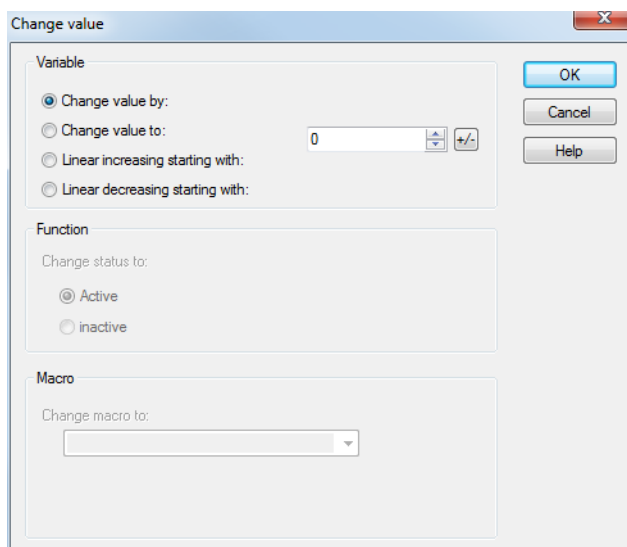 Change value
Variable
Change value by:
Change value to:
0
+/-
Linear increasing starting with:
Linear decreasing starting with:
OK
Cancel
Help
Function
Change status to:
Active
inactive
Macro
Change macro to: